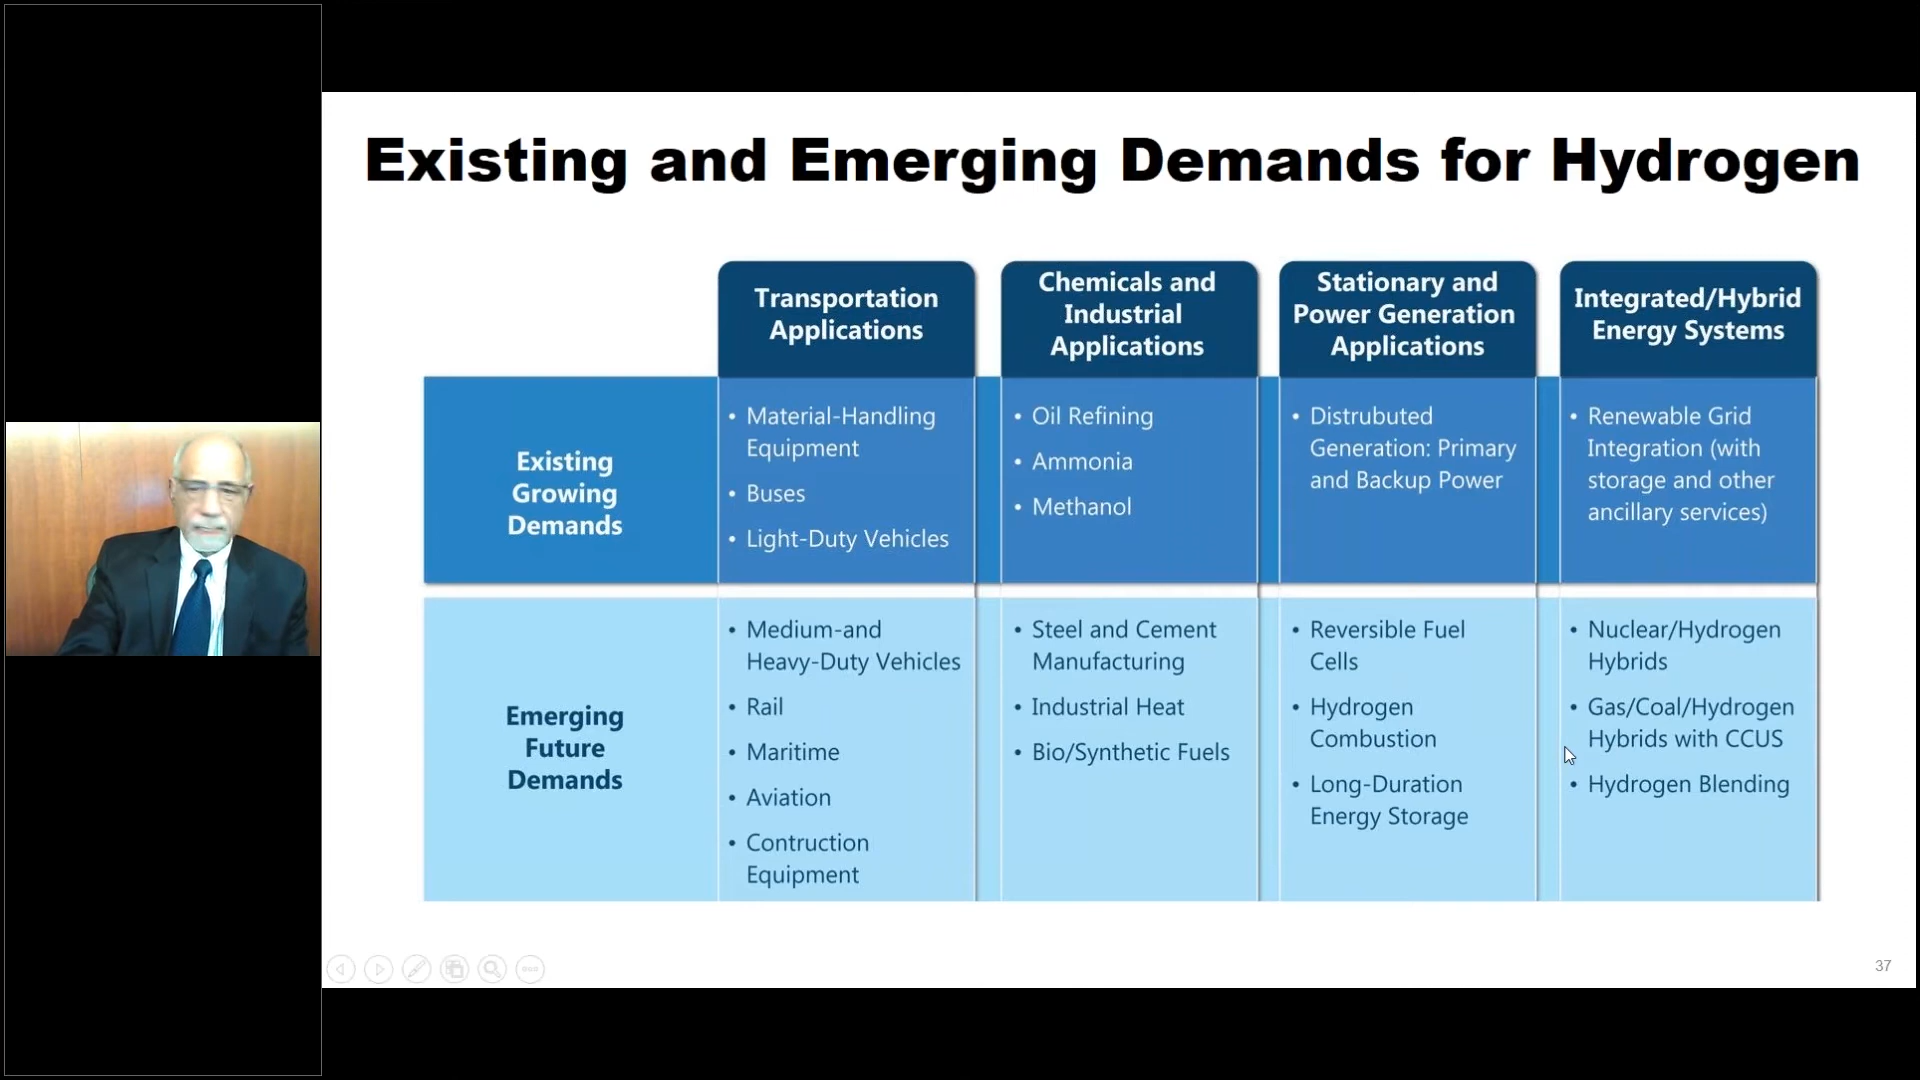 Existing and Emerging Demands for Hydrogen
Transportation
Applications
Chemicals and
Industrial
Applications
Stationary and
Power Generation
Applications
Integrated/Hybrid
Energy Systems
Existing
Growing
Demands
• Material-Handling
Equipment
• Buses
• Light-Duty Vehicles
• Oil Refining
• Ammonia
• Methanol
• Distrubuted
Generation: Primary
and Backup Power
• Renewable Grid
Integration (with
storage and other
ancillary services)
Emerging
Future
Demands
• Medium-and
Heavy-Duty Vehicles
• Rail
• Maritime
• Aviation
• Contruction
Equipment
• Steel and Cement
Manufacturing
• Industrial Heat
• Bio/Synthetic Fuels
• Reversible Fuel
Cells
• Hydrogen
Combustion
• Long-Duration
Energy Storage
• Nuclear/Hydrogen
Hybrids
• Gas/Coal/Hydrogen
Hybrids with CCUS
• Hydrogen Blending
37